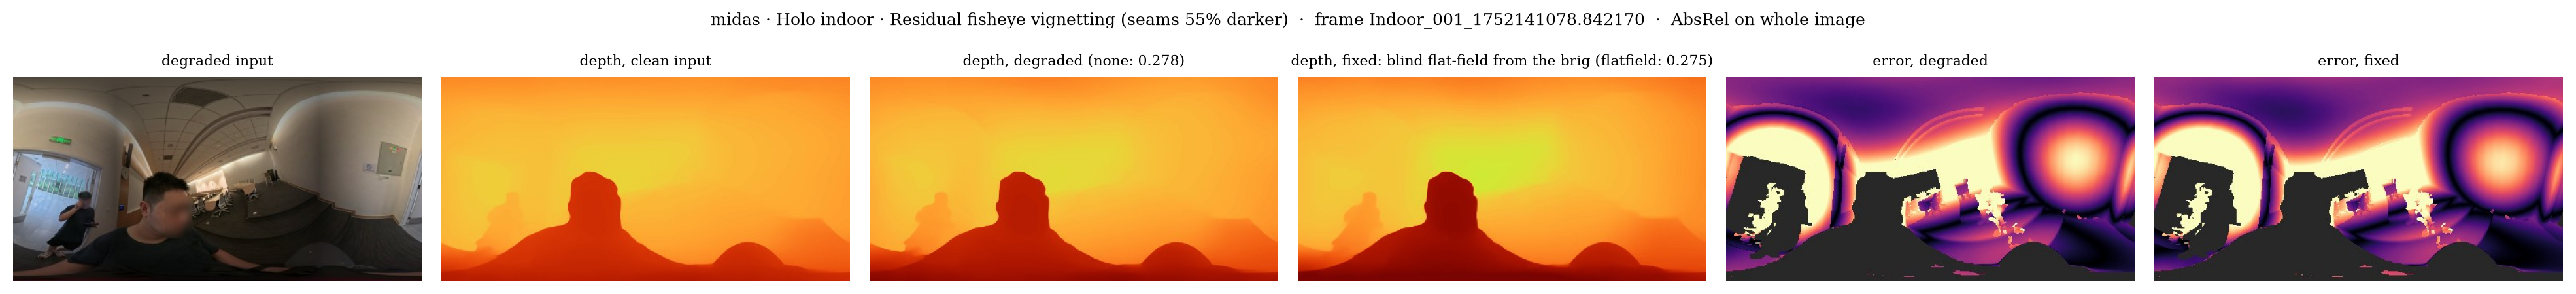 midas · Holo indoor · Residual fisheye vignetting (seams 55% darker) · frame Indoor_001_1752141078.842170 · AbsRel on whole image
degraded input
depth, clean input
depth, degraded (none: 0.278)
depth, fixed: blind flat-field from the brig (flatfield: 0.275)
error, degraded
error, fixed